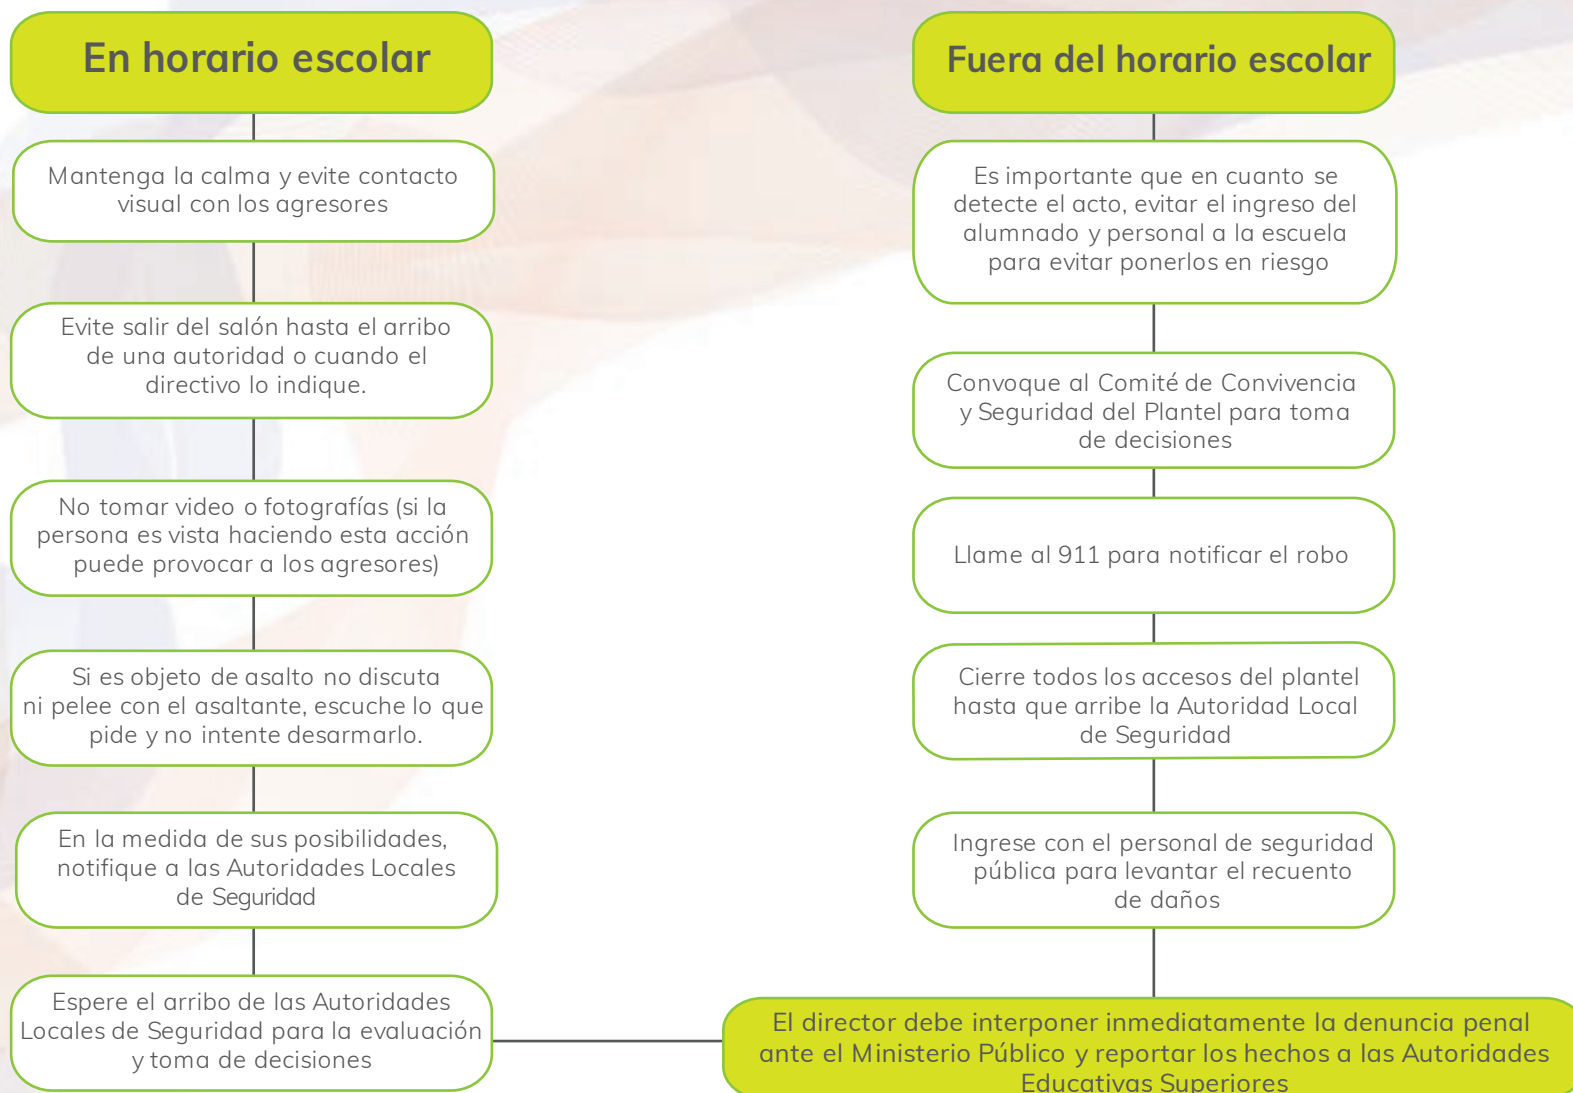 En horario escolar
Mantenga la calma y evite contacto
visual con los agresores
Evite salir del salón hasta el arribo
de una autoridad o cuando el
directivo lo indique.
No tomar video o fotografías (si la
persona es vista haciendo esta acción
puede provocar a los agresores)
Si es objeto de asalto no discuta
ni pelee con el asaltante, escuche lo que
pide y no intente desarmarlo.
En la medida de sus posibilidades,
notifique a las Autoridades Locales
de Seguridad
Espere el arribo de las Autoridades
Locales de Seguridad para la evaluación
y toma de decisiones
Fuera del horario escolar
Es importante que en cuanto se
detecte el acto, evitar el ingreso del
alumnado y personal a la escuela
para evitar ponerlos en riesgo
Convoque al Comité de Convivencia
y Seguridad del Plantel para toma
de decisiones
Llame al 911 para notificar el robo
Cierre todos los accesos del plantel
hasta que arribe la Autoridad Local
de Seguridad
Ingrese con el personal de seguridad
pública para levantar el recuento
de daños
El director debe interponer inmediatamente la denuncia penal
ante el Ministerio Público y reportar los hechos a las Autoridades
Educativas Superiores